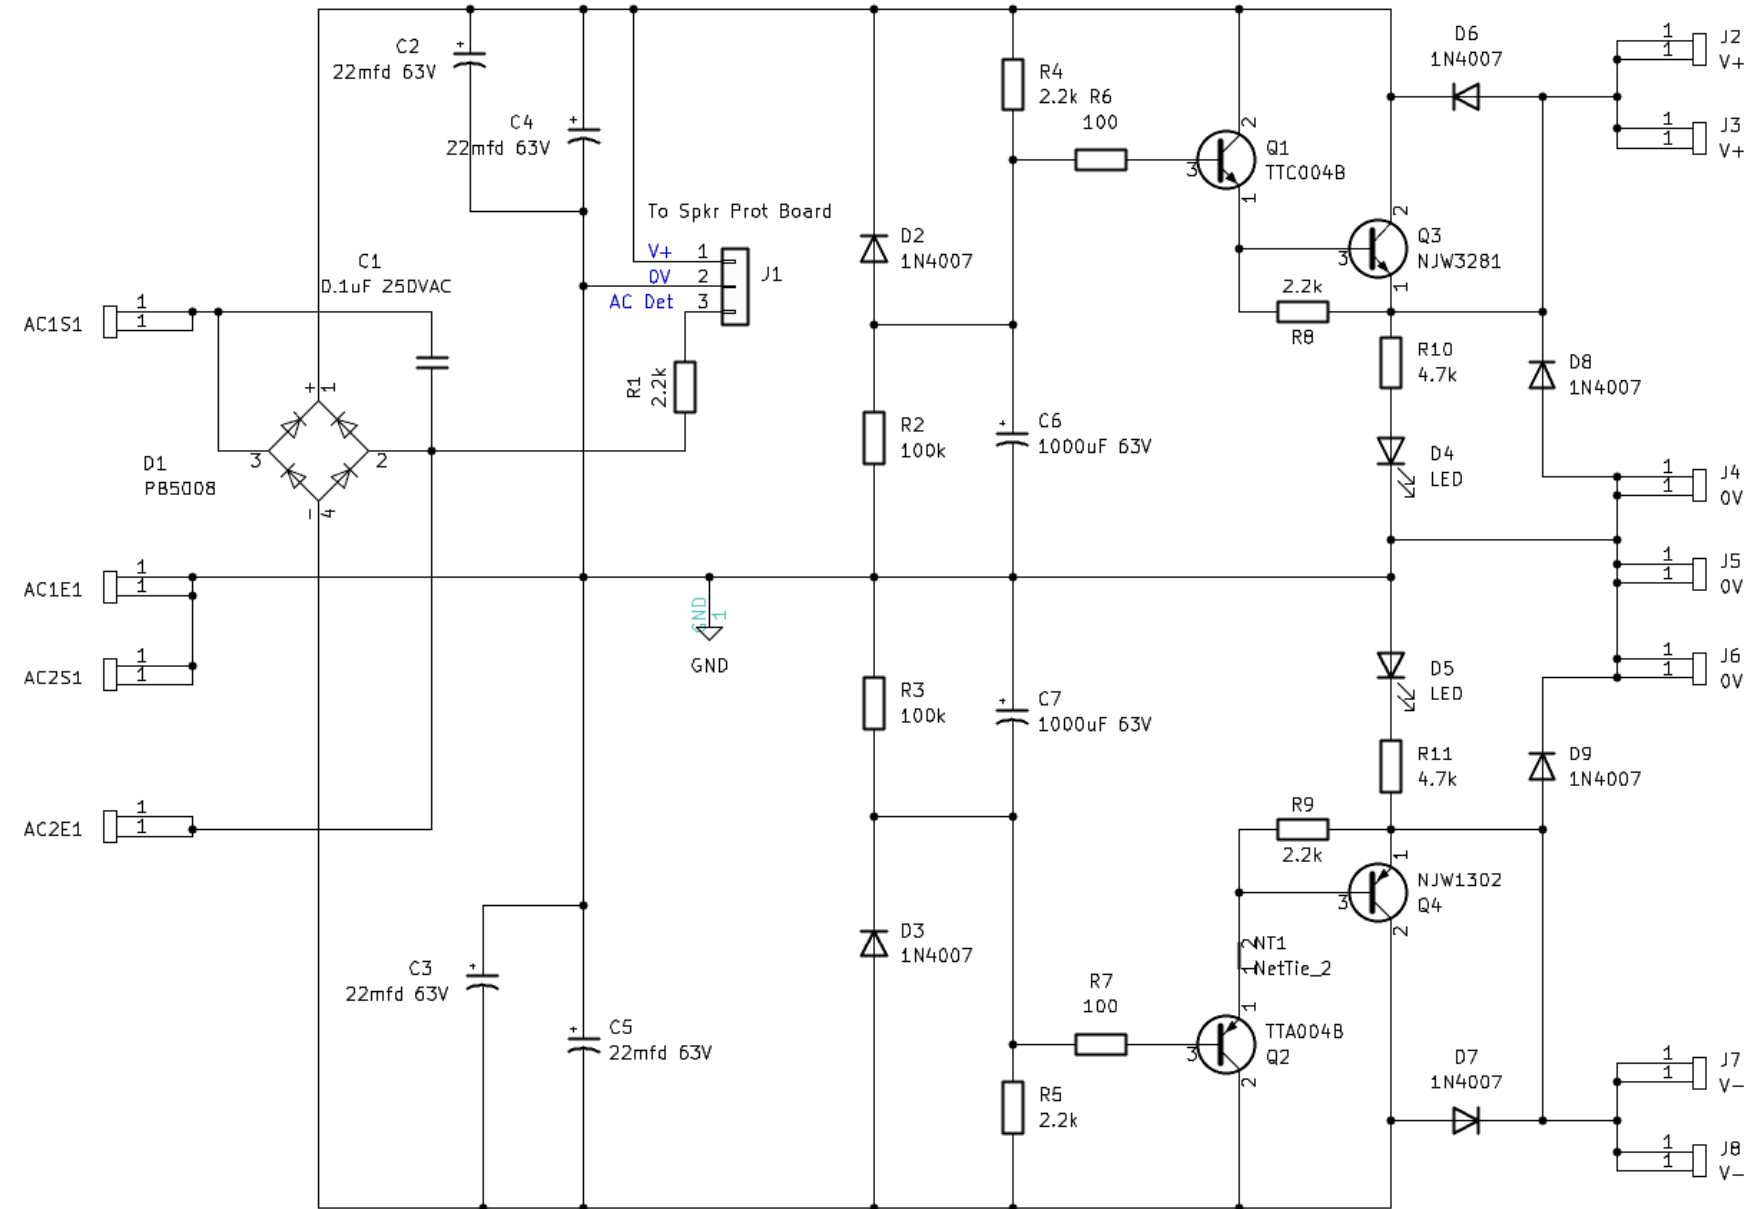 C2
22mfd 63V
C4
22mfd 63V
R4
2.2k
R6
100
Q1
TTC004B
D6
1N4007
J2
V+
J3
V+
To Spkr Prot Board
V+ 1
0V 2
AC Det 3
J1
D2
1N4007
Q3
NJW3281
2.2k
R8
C1
0.1uF 250VAC
AC1S1
R1
2.2k
R10
4.7k
D8
1N4007
D1
PB5008
R2
100k
C6
1000uF 63V
D4
LED
J4
0V
AC1E1
GND
1
GND
J5
0V
AC2S1
R3
100k
C7
1000uF 63V
D5
LED
J6
0V
R11
4.7k
D9
1N4007
AC2E1
R9
2.2k
NJW1302
Q4
D3
1N4007
NT1
NetTie_2
C3
22mfd 63V
R7
100
C5
22mfd 63V
TTA004B
Q2
D7
1N4007
J7
V-
R5
2.2k
J8
V-